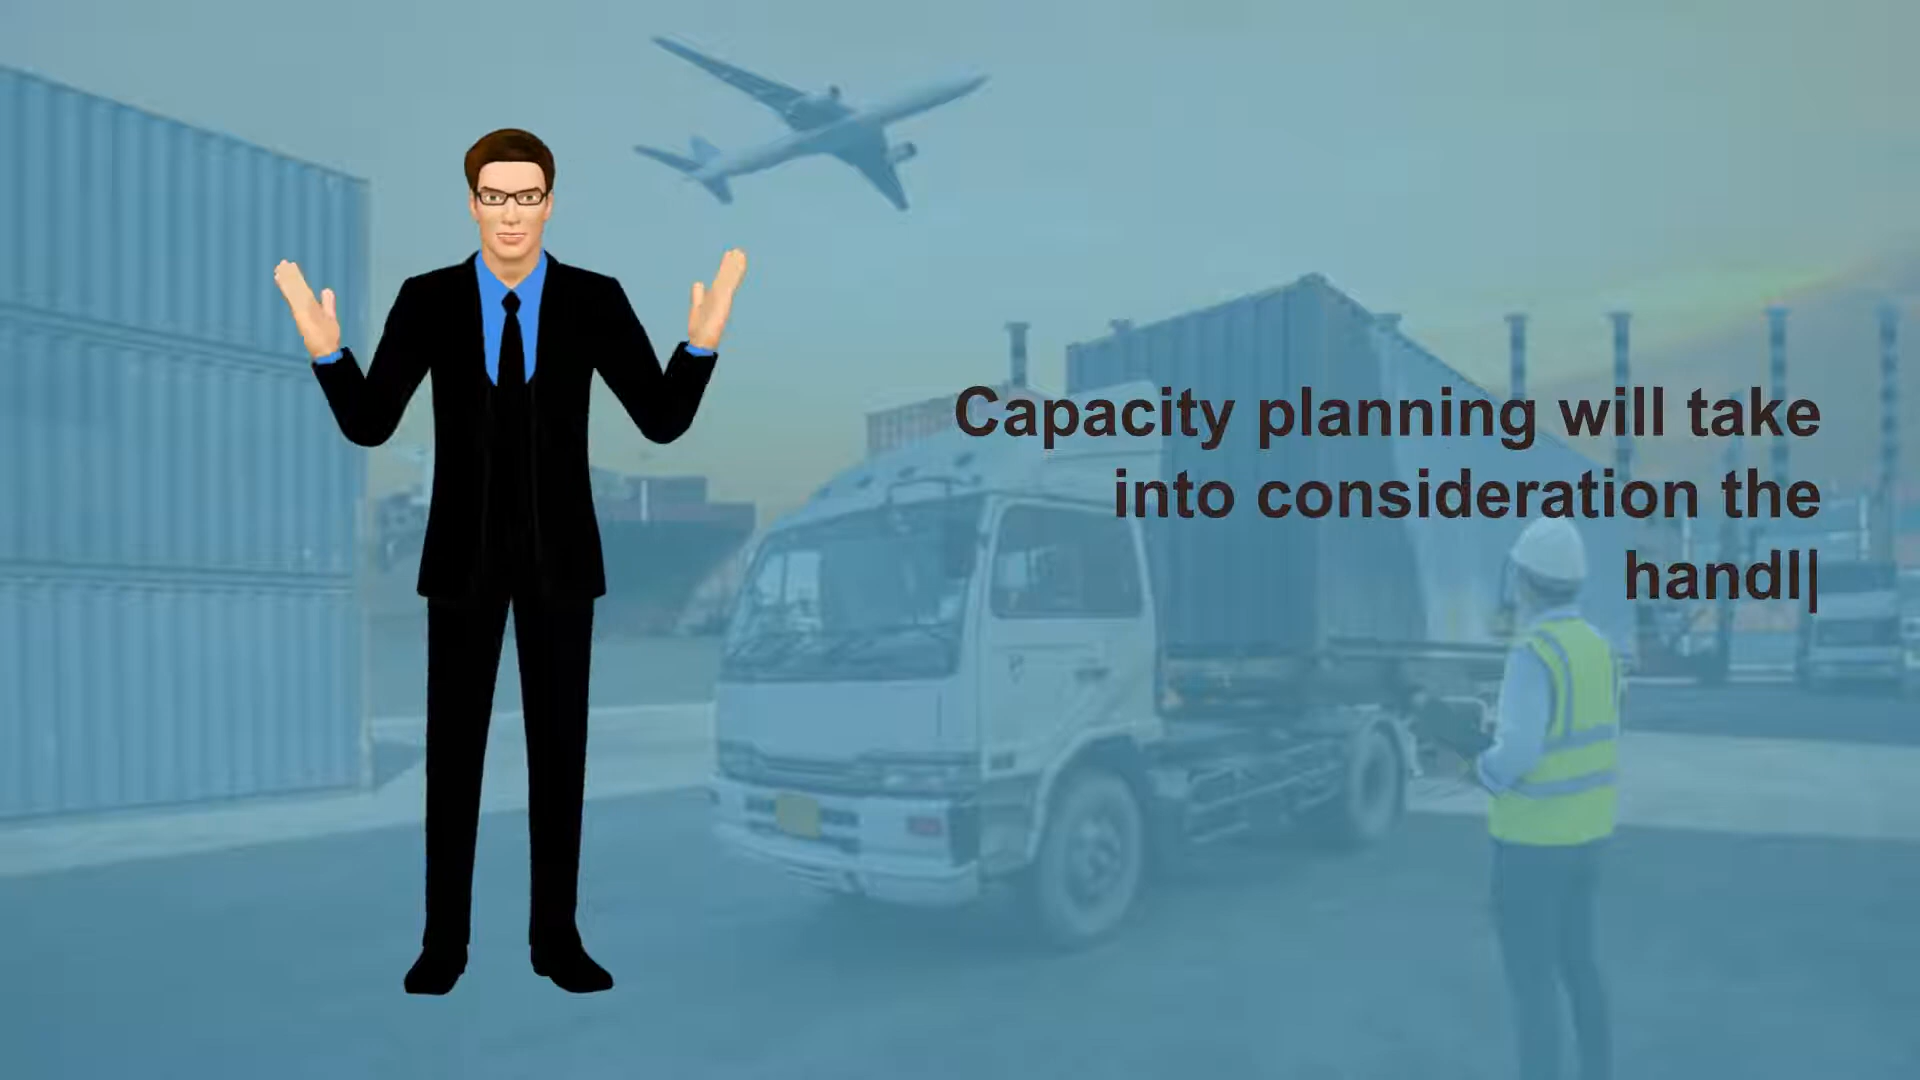 Capacity planning will take
into consideration the
handl|